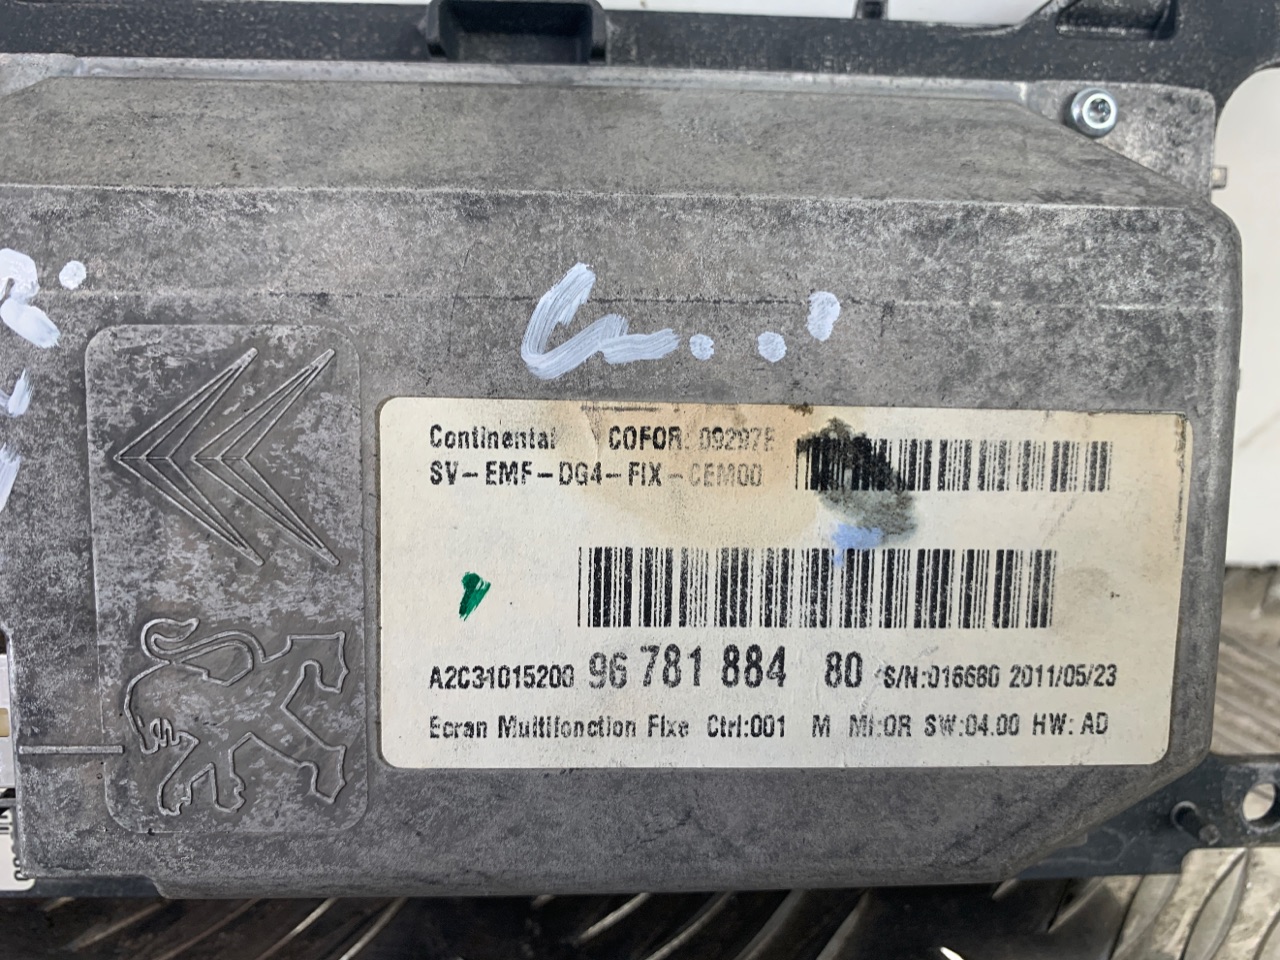 Continental COFOR: 09297E
SV-EMF-DG4-FIX-CEM00
A2C31015200 96 781 884 80 S/N:016680 2011/05/23
Ecran Multifonction Fixe Ctrl:001 M MI:OR SW:04.00 HW: AD